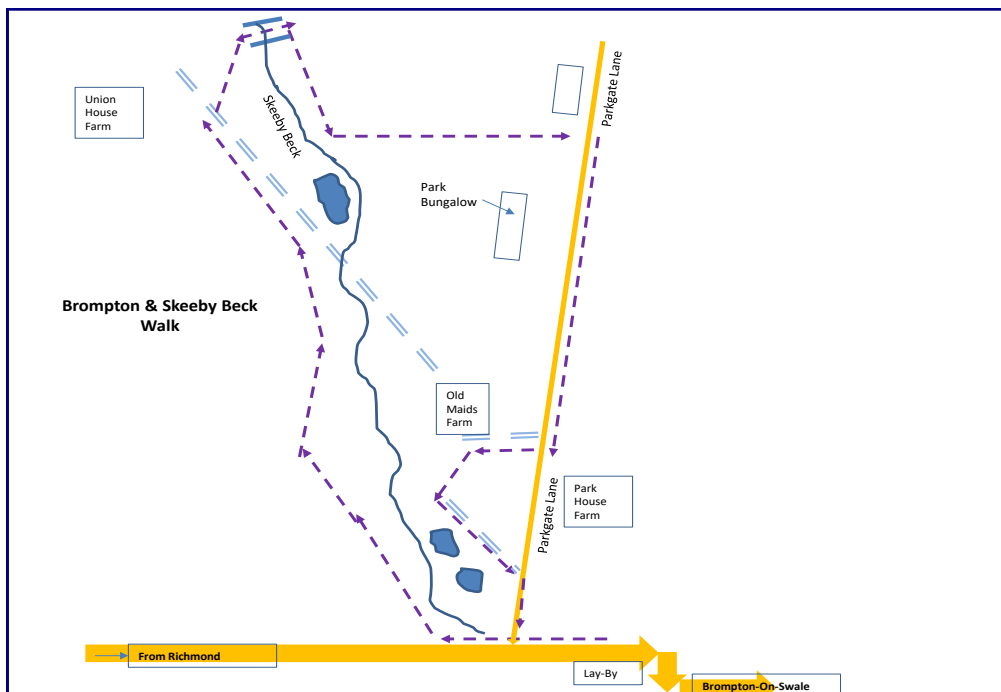 Union
House
Farm
Skeeby Beck
Parkgate Lane
Park
Bungalow
Brompton & Skeeby Beck
Walk
Old
Maids
Farm
Park
House
Farm
Parkgate Lane
From Richmond
Lay-By
Brompton-On-Swale